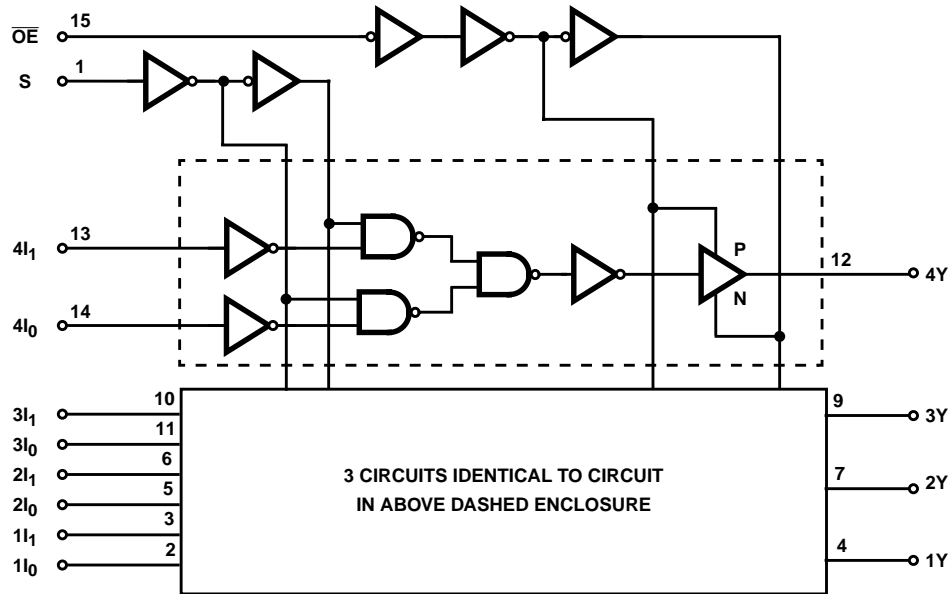 OE 15
S 1
4I1 13
P
12 4Y
N
4I0 14
3I1 10
9 3Y
3I0 11
2I1 6
3 CIRCUITS IDENTICAL TO CIRCUIT
7 2Y
2I0 5
IN ABOVE DASHED ENCLOSURE
1I1 3
1I0 2
4 1Y